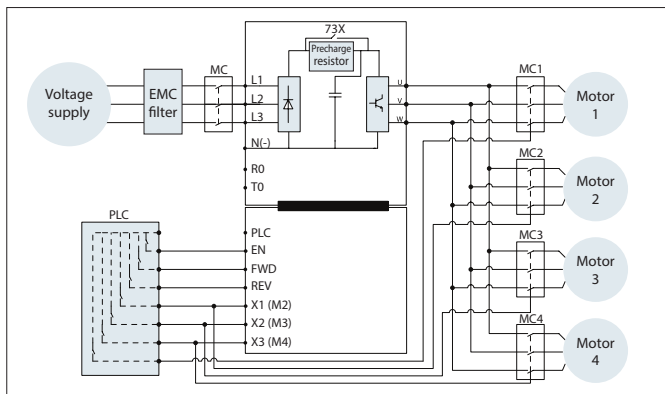 73X
Precharge
resistor
MC
MC1
L1
U
Voltage
supply
EMC
filter
L2
V
Motor
1
L3
W
N(-)
MC2
R0
T0
Motor
2
PLC
PLC
EN
MC3
FWD
REV
Motor
3
X1 (M2)
X2 (M3)
MC4
X3 (M4)
Motor
4